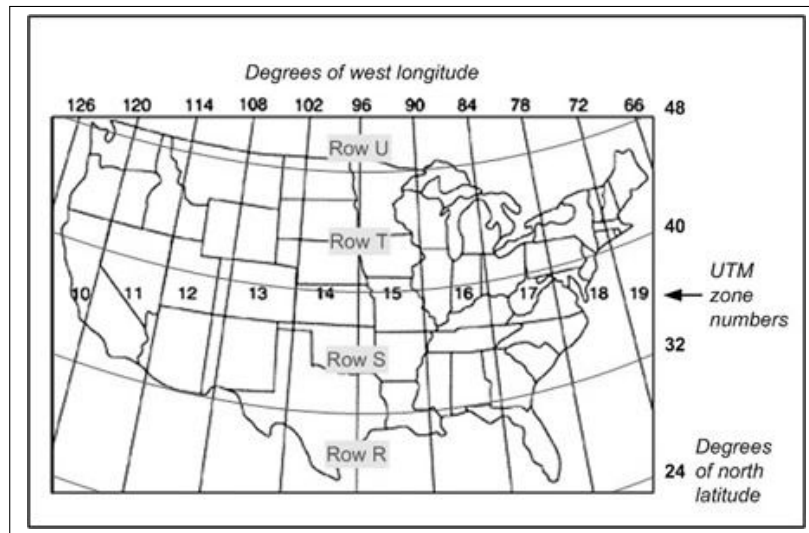 Degrees of west longitude
126 120 114 108 102 96 90 84 78 72 66 48
Row U
40
Row T
10 11 12 13 14 15 16 17 18 19
UTM
zone
numbers
32
Row S
Row R
Degrees
of north
latitude
24